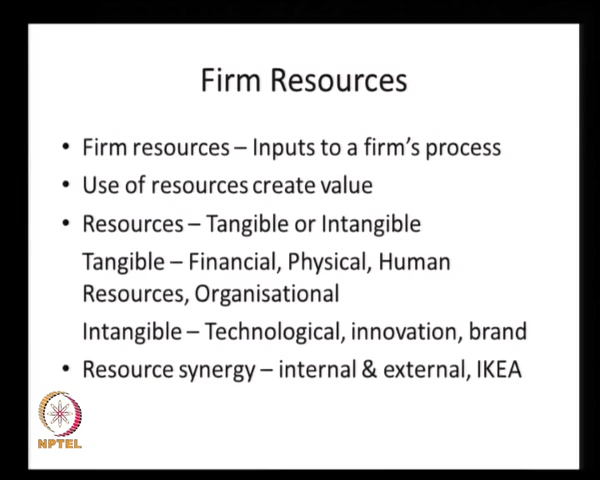 Firm Resources
• Firm resources – Inputs to a firm's process
• Use of resources create value
• Resources – Tangible or Intangible
Tangible – Financial, Physical, Human
Resources, Organisational
Intangible – Technological, innovation, brand
• Resource synergy – internal & external, IKEA
NPTEL